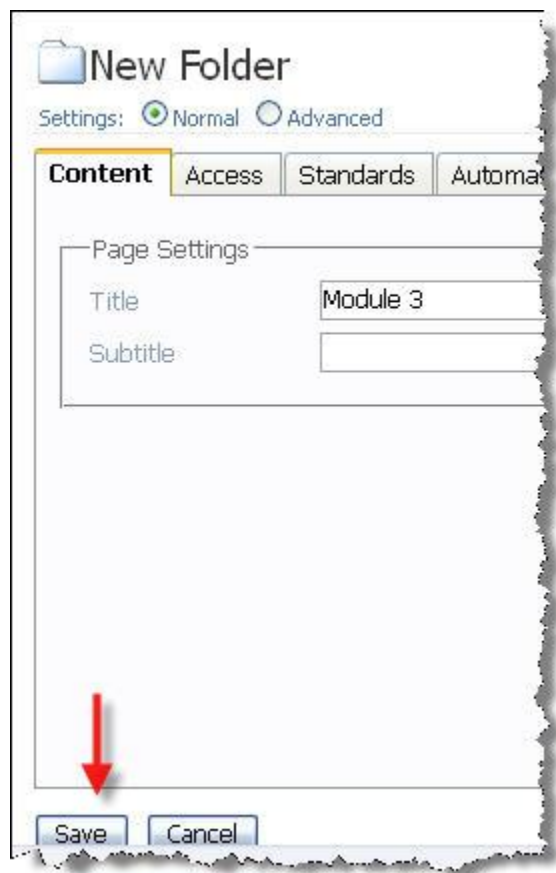 New Folder
Settings: Normal Advanced
Content Access Standards
Page Settings
Title Module 3
Subtitle
Save Cancel